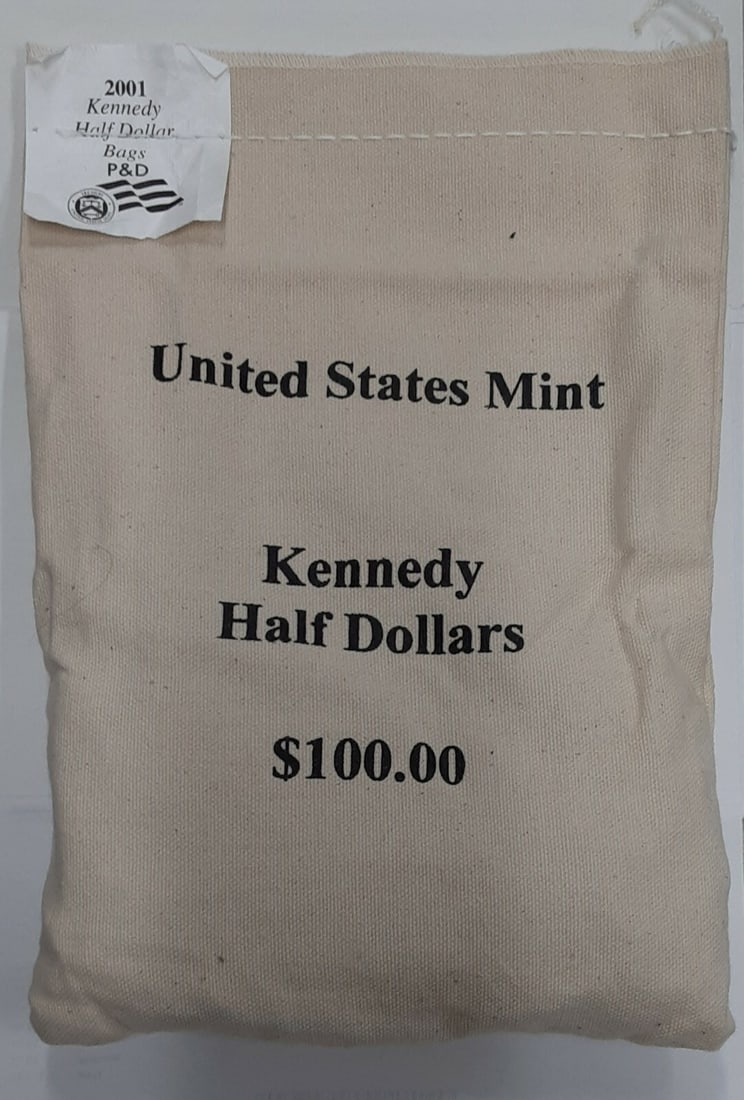 2001
Kennedy
Half Dollar
Bags
P&D
United States Mint
Kennedy
Half Dollars
$100.00